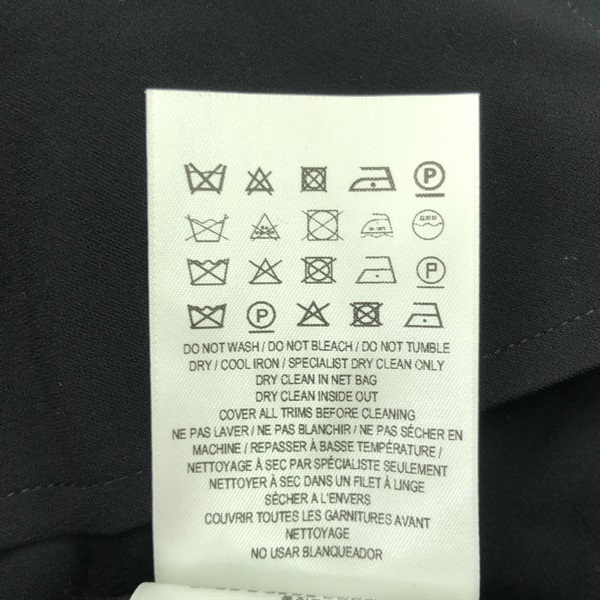 P
P
P
DO NOT WASH / DO NOT BLEACH / DO NOT TUMBLE
DRY / COOL IRON / SPECIALIST DRY CLEAN ONLY
DRY CLEAN IN NET BAG
DRY CLEAN INSIDE OUT
COVER ALL TRIMS BEFORE CLEANING
NE PAS LAVER / NE PAS BLANCHIR / NE PAS SÉCHER EN
MACHINE / REPASSER À BASSE TEMPÉRATURE /
NETTOYAGE À SEC PAR SPÉCIALISTE SEULEMENT
NETTOYER À SEC DANS UN FILET À LINGE
SÉCHER A L'ENVERS
COUVRIR TOUTES LES GARNITURES AVANT
NETTOYAGE
NO USAR BLANQUEADOR